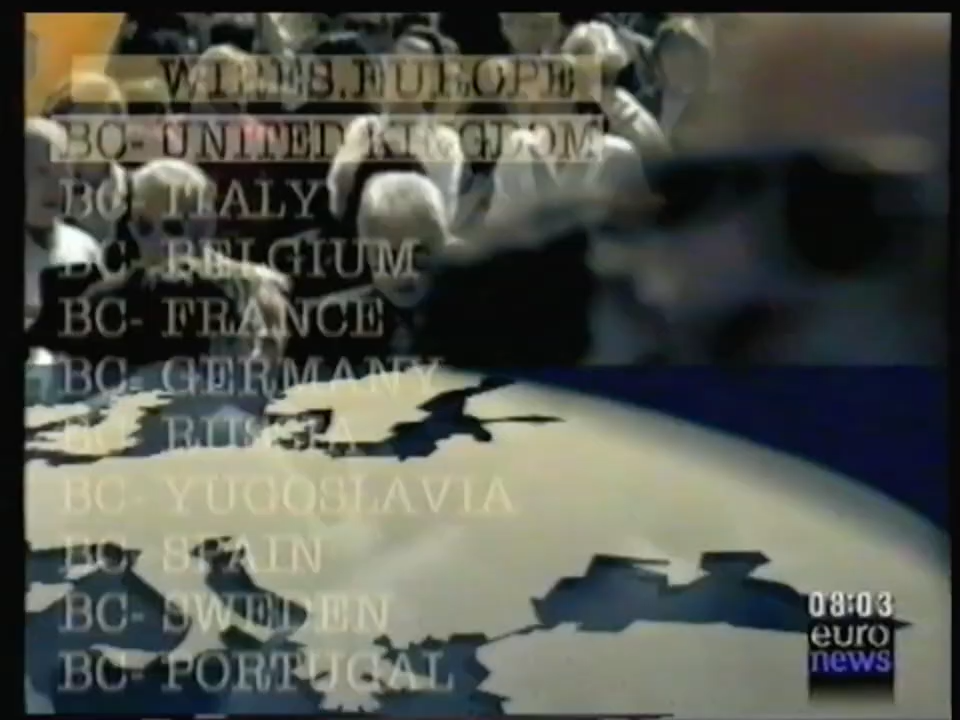 WIRES.EUROPE
BC- UNITED KINGDOM
BC- ITALY
BC- BELGIUM
BC- FRANCE
BC- GERMANY
BC- RUSSIA
BC- YUGOSLAVIA
BC- SPAIN
BC- SWEDEN
BC- PORTUGAL
08:03
euro
news